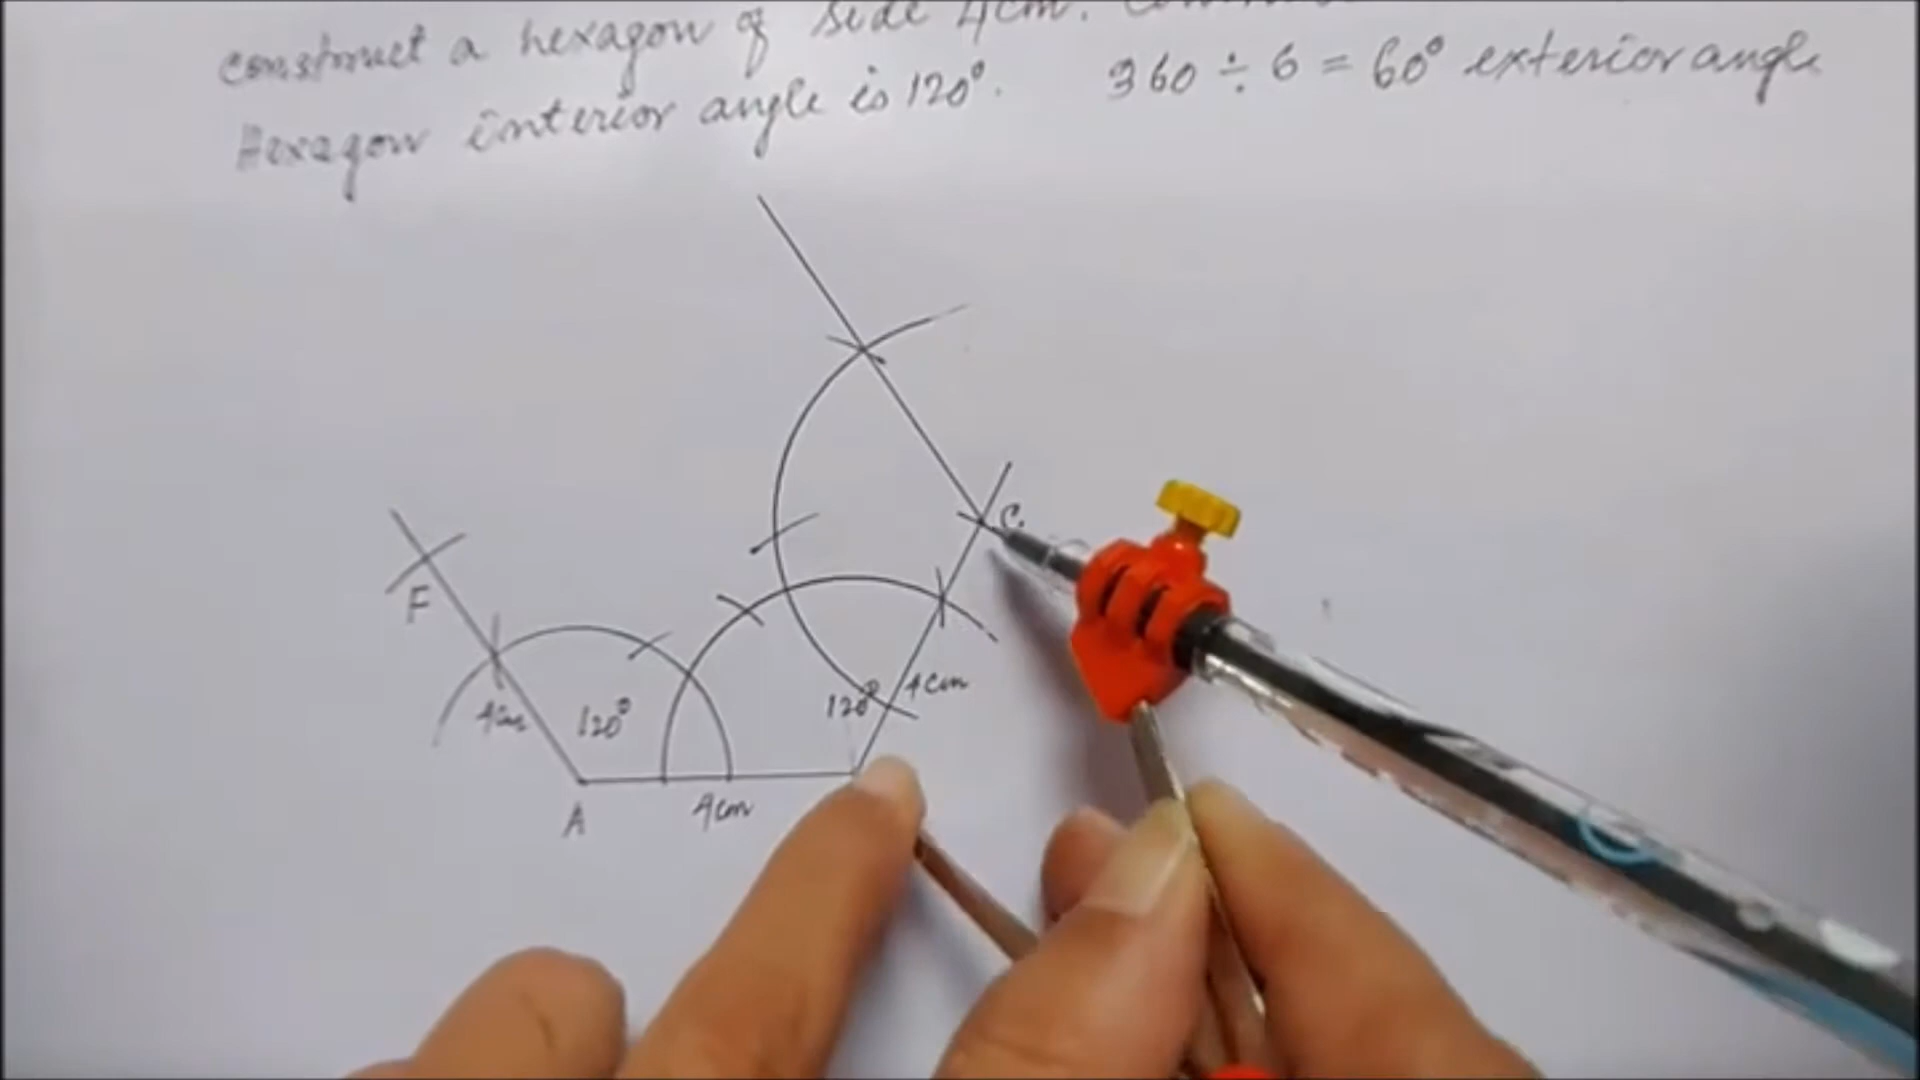 construct a hexagon of side 4cm.
Hexagon interior angle is 120°. 360 ÷ 6 = 60° exterior angle
C.
F
4cm 120° 120° 4cm
A 4cm